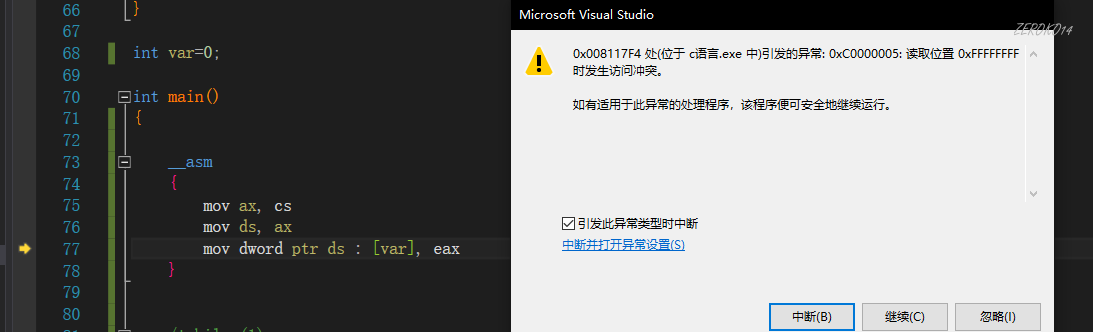 66 }
67
68 int var=0;
69
70 int main()
71 {
72
73 __asm
74 {
75 mov ax, cs
76 mov ds, ax
77 mov dword ptr ds : [var], eax
78 }
79
80
Microsoft Visual Studio
ZEROKO14
0x008117F4 处(位于 c语言.exe 中)引发的异常: 0xC0000005: 读取位置 0xFFFFFFFF
时发生访问冲突。
如有适用于此异常的处理程序，该程序便可安全地继续运行。
引发此异常类型时中断
中断并打开异常设置(S)
中断(B)
继续(C)
忽略(I)